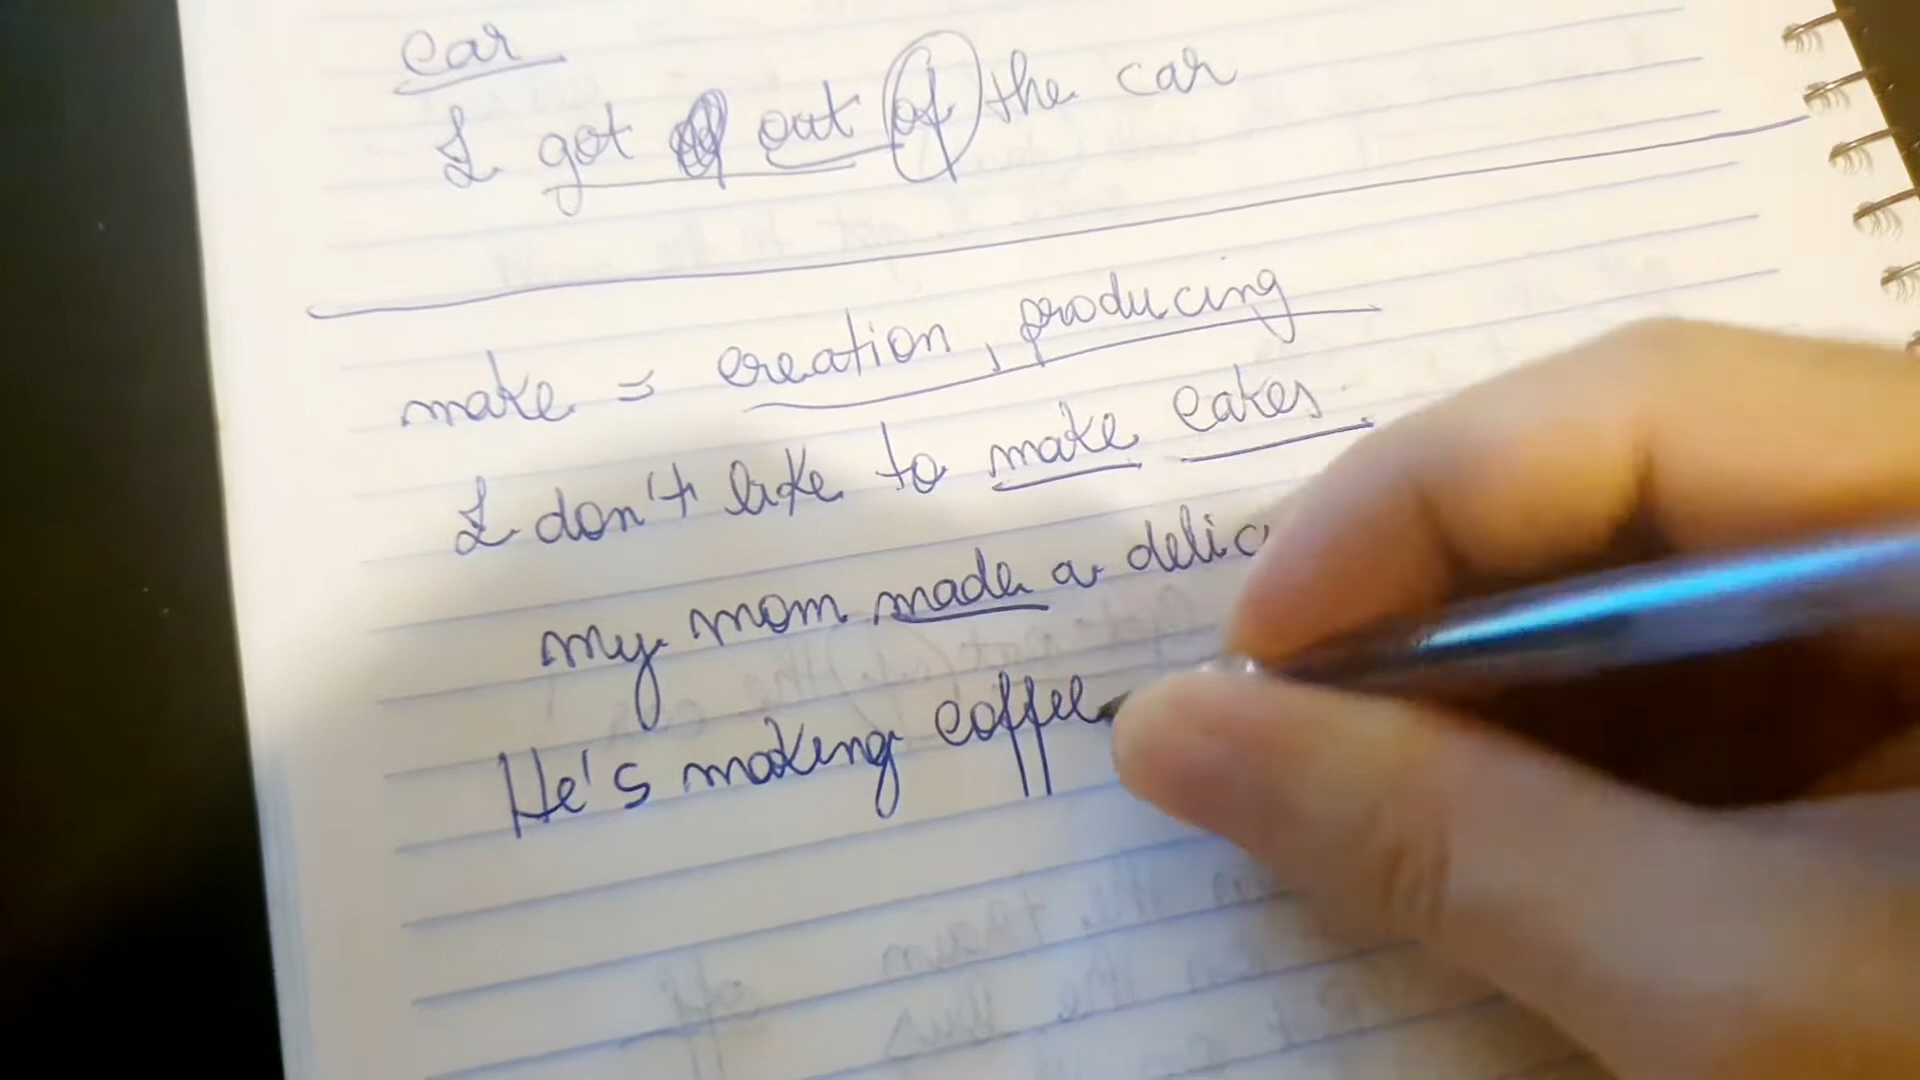 car
I got out of the car
make = creation, producing
I don't like to make cakes.
my mom made a delic
He's making coffee